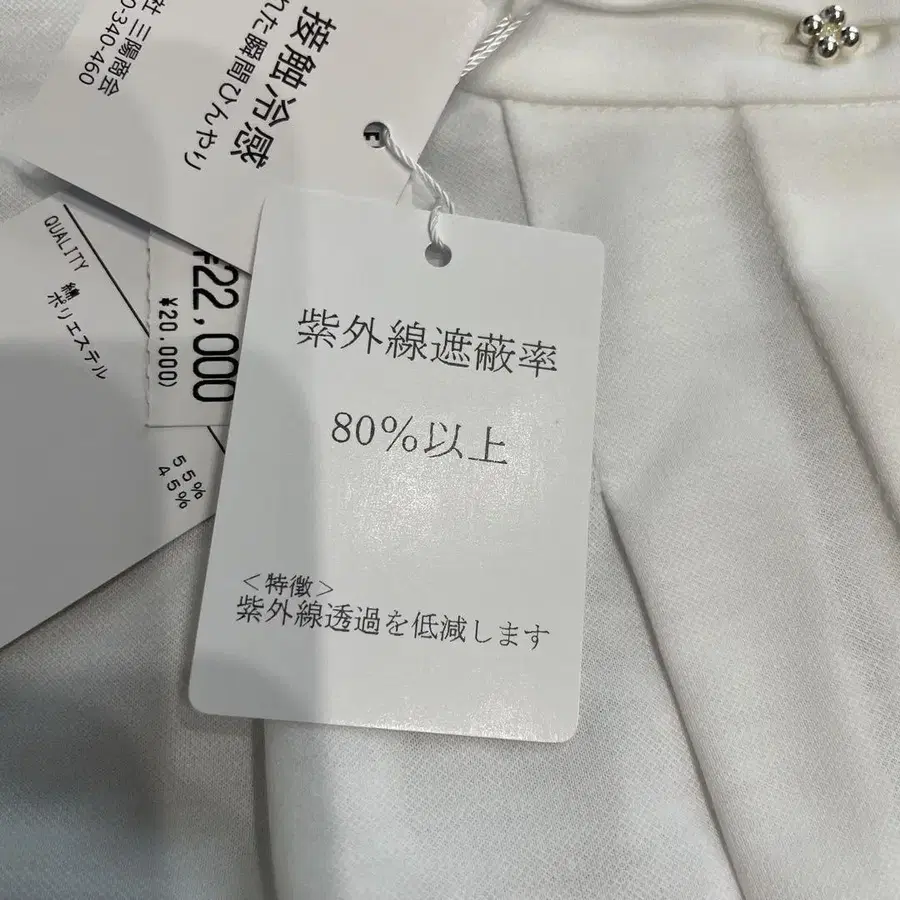 社 三陽商会
0-340-460
接触冷感
れた瞬間ひんやり
QUALITY 綿
ポリエステル
55%
45%
¥22,000
¥20,000)
紫外線遮蔽率
80%以上
＜特徴＞
紫外線透過を低減します